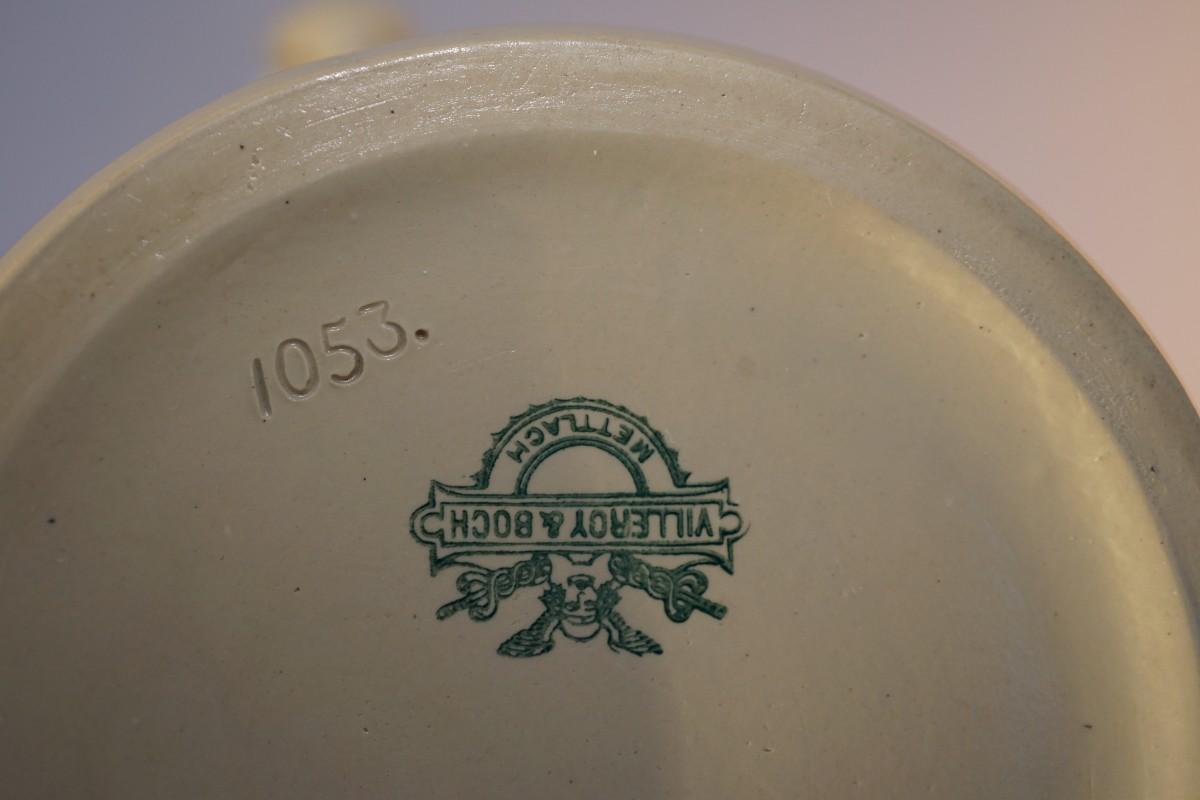 1053.
VILLEROY & BOCH
METTLACH